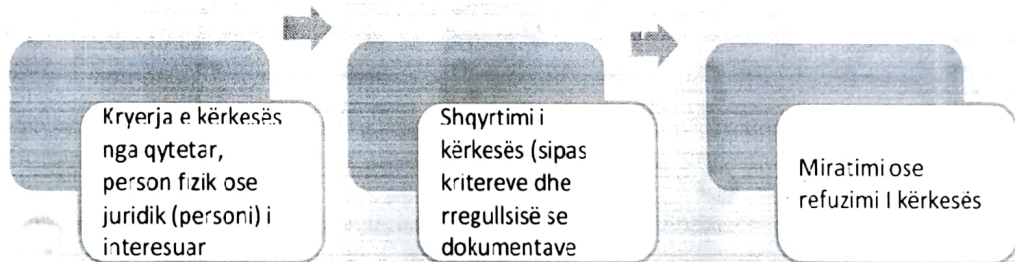 Kryerja e kërkesës
nga qytetar,
person fizik ose
juridik (personi) i
interesuar
Shqyrtimi i
kërkesës (sipas
kritereve dhe
rregullsisë se
dokumentave
Miratimi ose
refuzimi I kërkesës